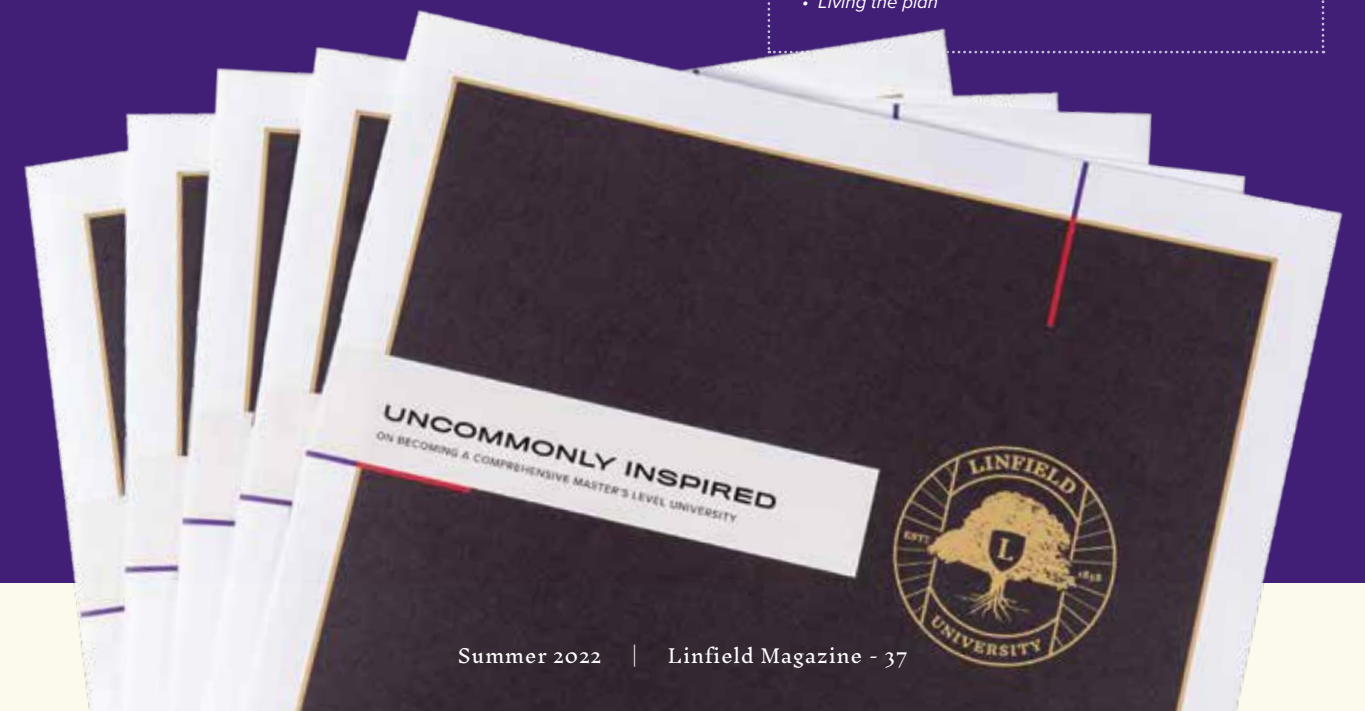 • Living the plan
UNCOMMONLY INSPIRED
ON BECOMING A COMPREHENSIVE MASTER'S LEVEL UNIVERSITY
LINFIELD
ESTD.
L
1858
UNIVERSITY
Summer 2022 | Linfield Magazine - 37